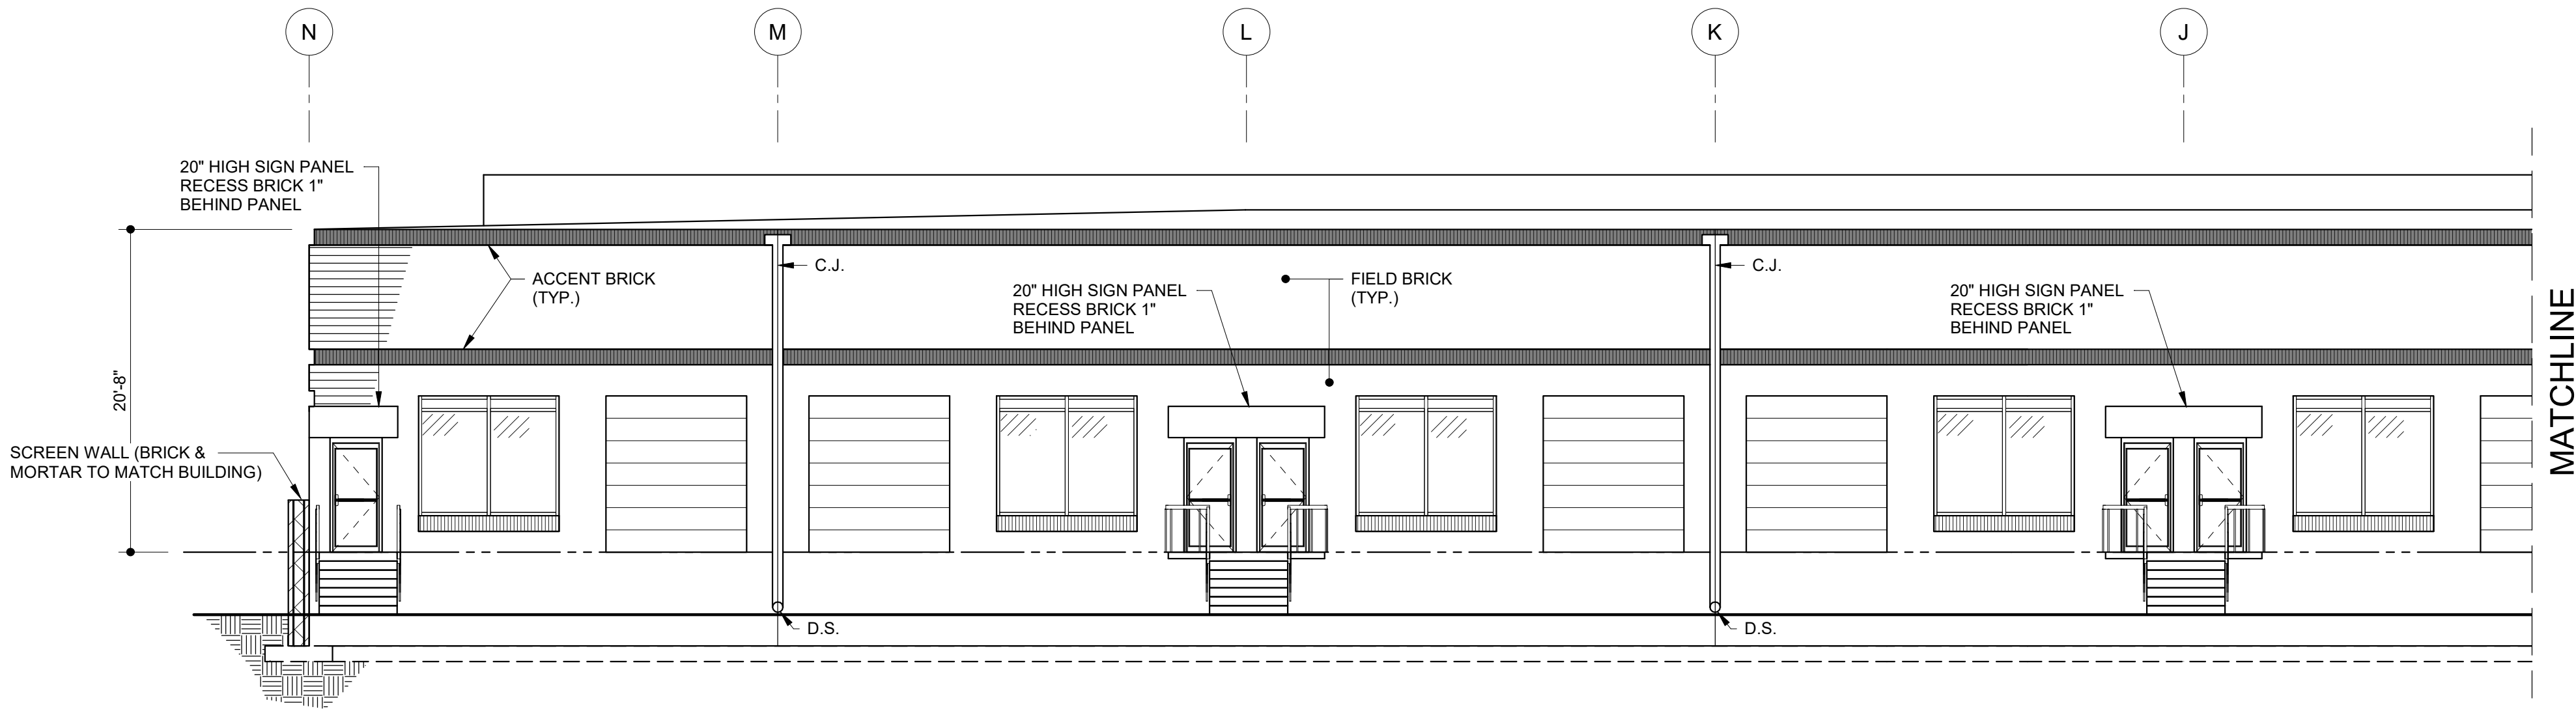 N
M
L
K
J
20" HIGH SIGN PANEL
RECESS BRICK 1"
BEHIND PANEL
ACCENT BRICK
(TYP.)
C.J.
20" HIGH SIGN PANEL
RECESS BRICK 1"
BEHIND PANEL
FIELD BRICK
(TYP.)
C.J.
20" HIGH SIGN PANEL
RECESS BRICK 1"
BEHIND PANEL
MATCHLINE
20'-8"
SCREEN WALL (BRICK &
MORTAR TO MATCH BUILDING)
D.S.
D.S.